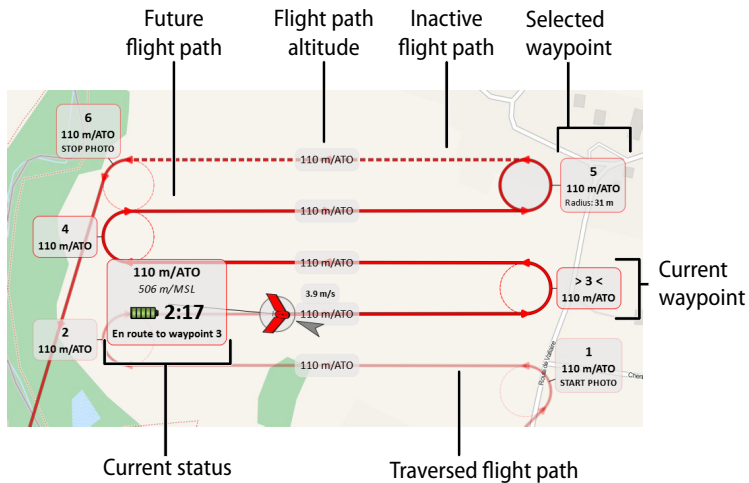 Future
flight path
Flight path
altitude
Inactive
flight path
Selected
waypoint
6
110 m/ATO
STOP PHOTO
110 m/ATO
5
110 m/ATO
Radius: 31 m
110 m/ATO
4
110 m/ATO
110 m/ATO
110 m/ATO
506 m/MSL
2:17
En route to waypoint 3
3.9 m/s
110 m/ATO
> 3 <
110 m/ATO
Current
waypoint
2
110 m/ATO
110 m/ATO
1
110 m/ATO
START PHOTO
Current status
Traversed flight path